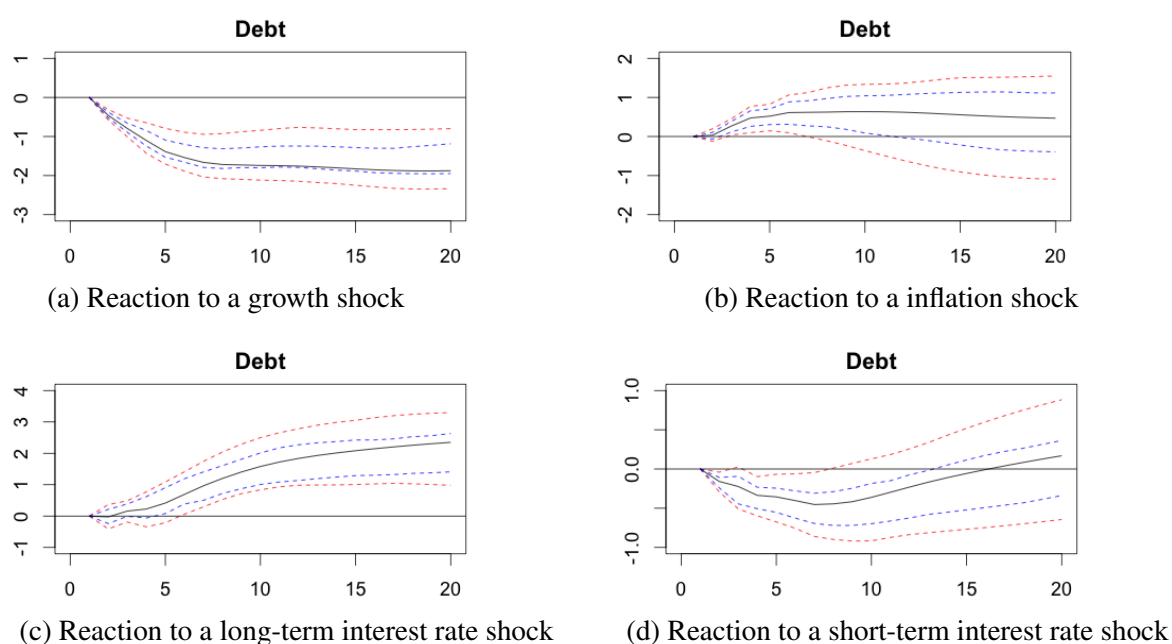 Debt
1
0
-1
-2
-3
0 5 10 15 20
(a) Reaction to a growth shock
Debt
2
1
0
-1
-2
0 5 10 15 20
(b) Reaction to a inflation shock
Debt
4
3
2
1
0
-1
0 5 10 15 20
(c) Reaction to a long-term interest rate shock
Debt
1.0
0.0
-1.0
0 5 10 15 20
(d) Reaction to a short-term interest rate shock